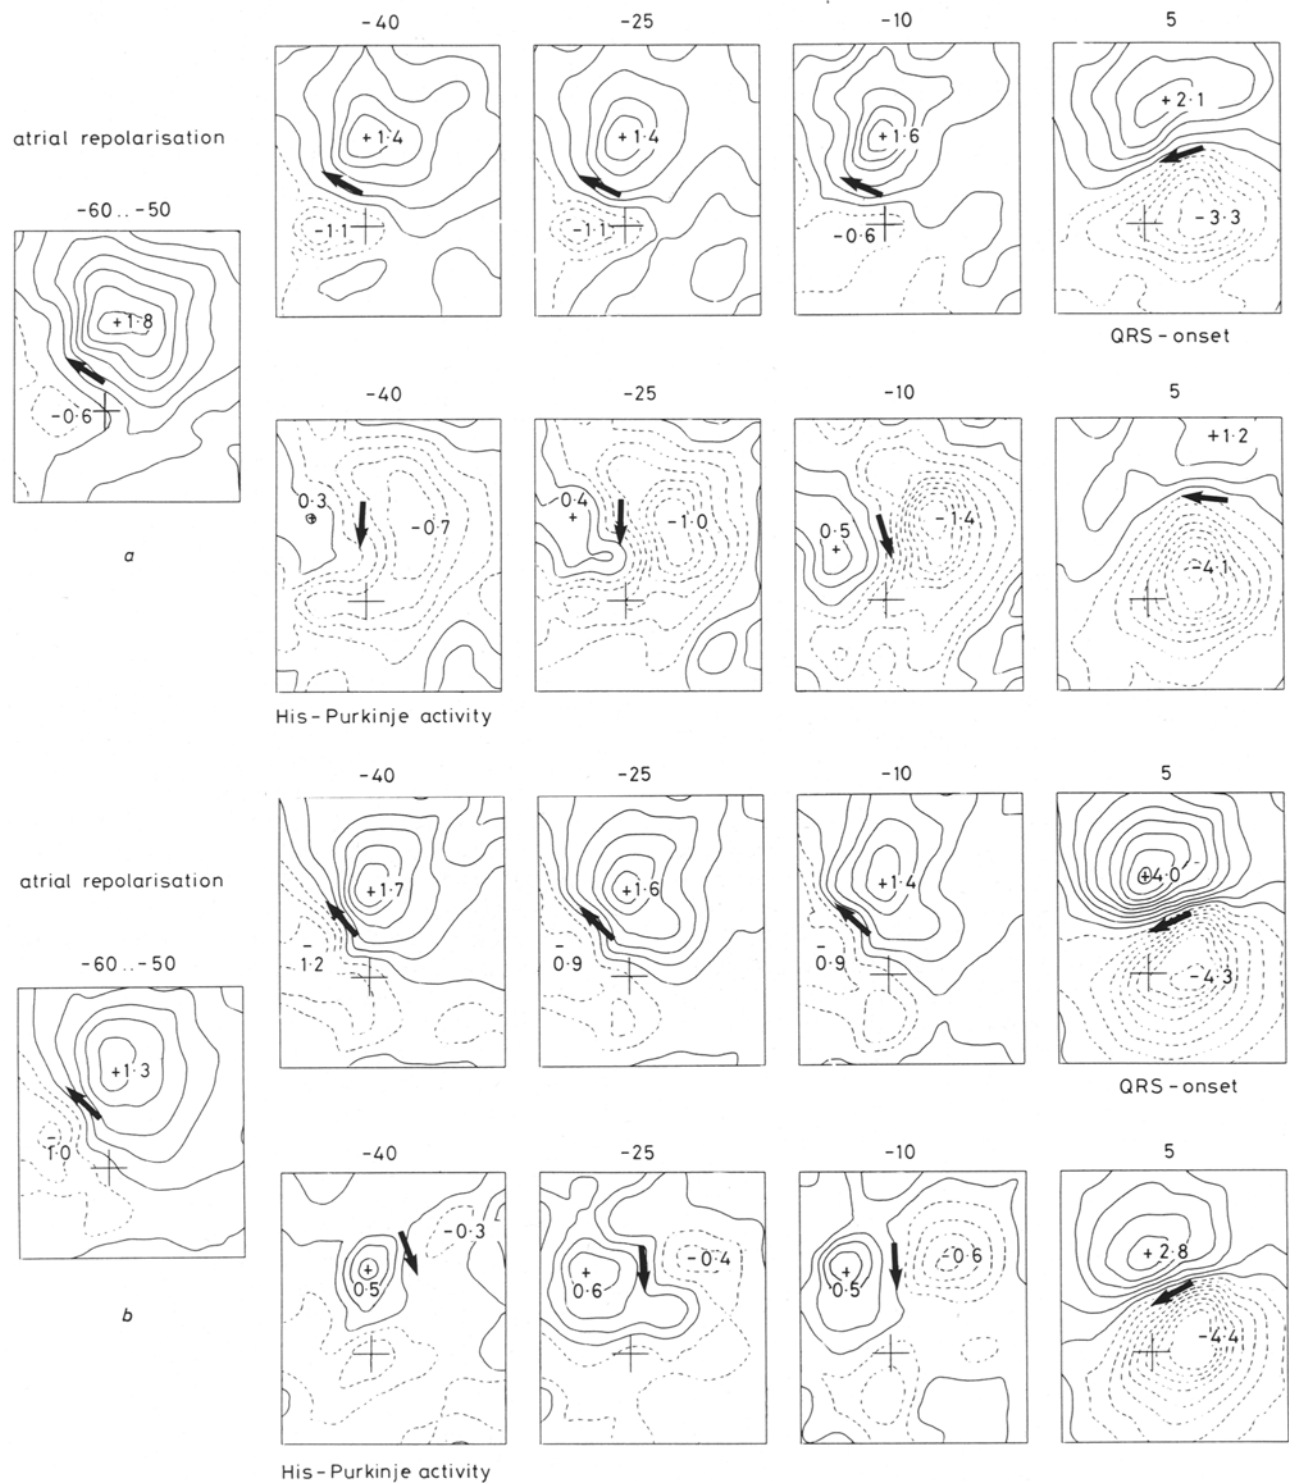 -40 -25 -10 5
+1·4 +1·4 +1·6 +2·1
atrial repolarisation
-1·1 -1·1 -0·6 -3·3
-60..-50
QRS-onset
+1·8
-0·6
-40 -25 -10 5
+1·2
0·3 -0·7 0·4 -1·0 0·5 -1·4 -4·1
a
His-Purkinje activity
-40 -25 -10 5
atrial repolarisation
+1·7 +1·6 +1·4 +4·0
-1·2 -0·9 -0·9 -4·3
-60..-50
QRS-onset
+1·3
-1·0
-40 -25 -10 5
-0·3 -0·4 -0·6 +2·8
0·5 0·6 0·5 -4·4
b
His-Purkinje activity